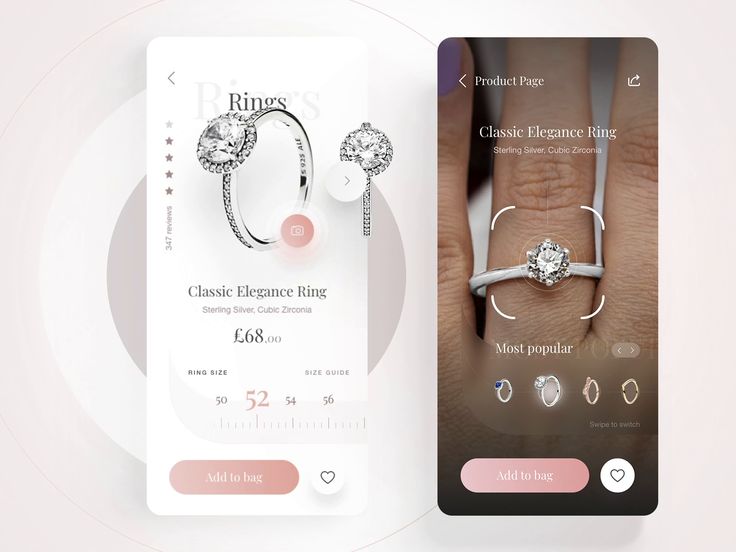 Rings
Rings
S 925 ALE
347 reviews
Classic Elegance Ring
Sterling Silver, Cubic Zirconia
£68,00
RING SIZE
SIZE GUIDE
50 52 54 56
Add to bag
Product Page
Classic Elegance Ring
Sterling Silver, Cubic Zirconia
Most popular
Swipe to switch
Add to bag